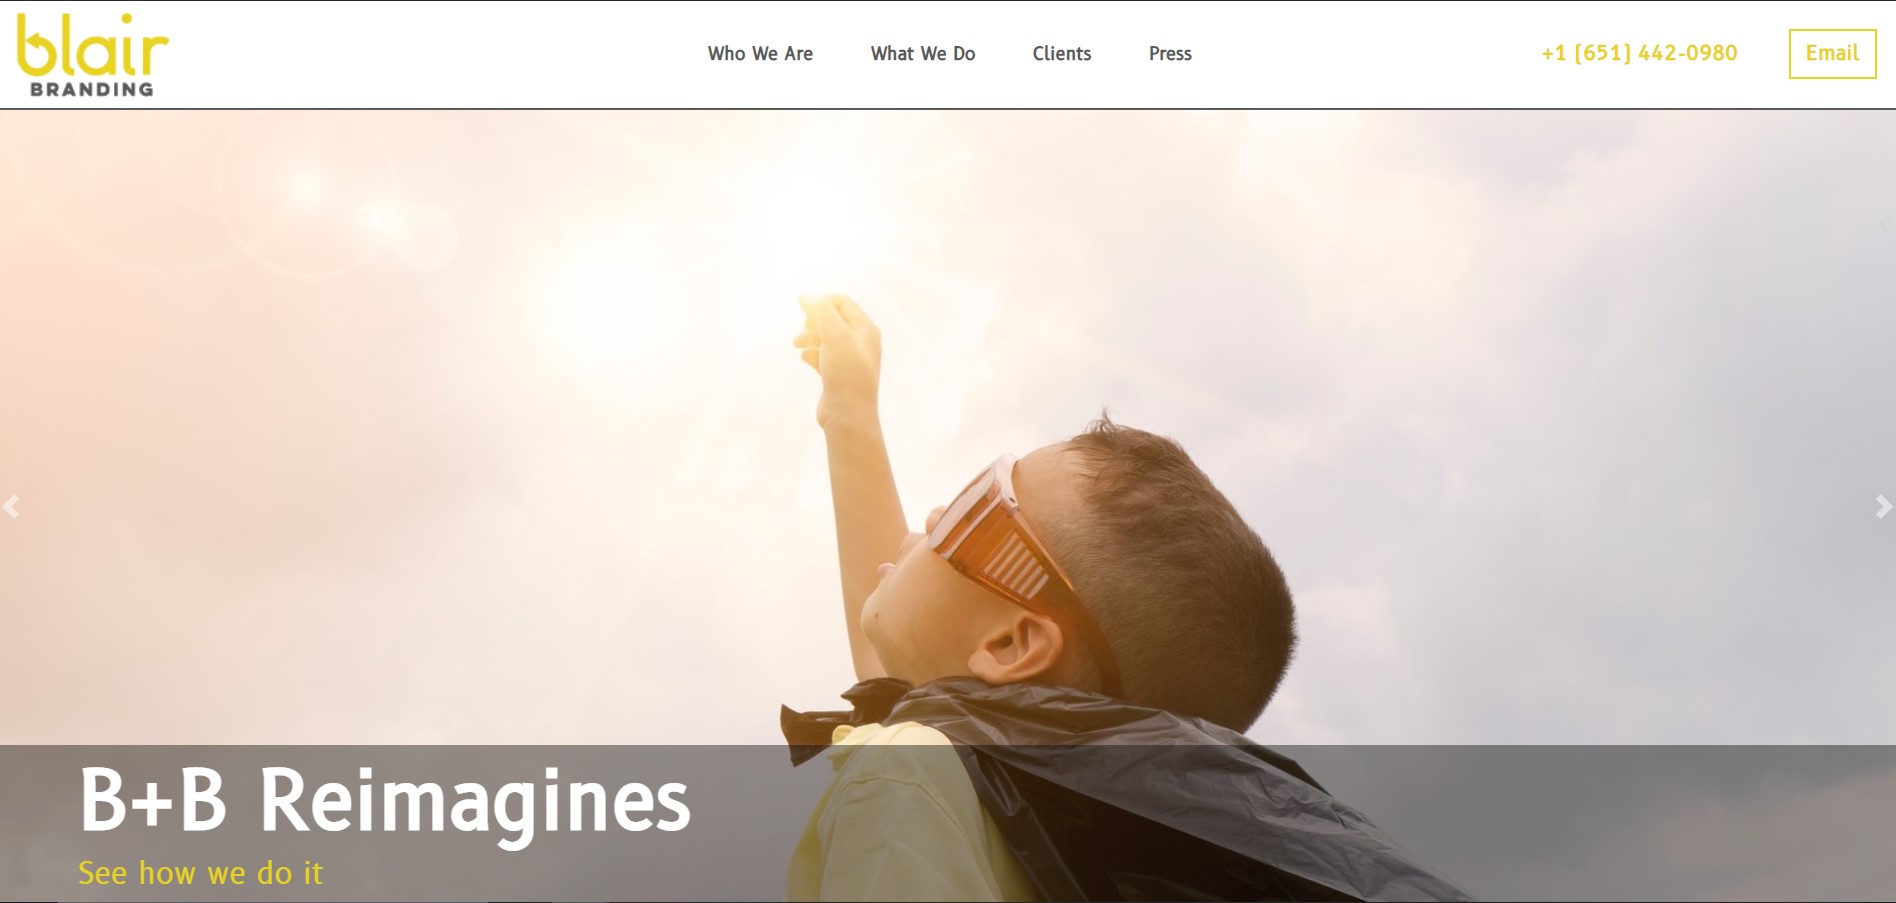 blair
BRANDING
Who We Are
What We Do
Clients
Press
+1 (651) 442-0980
Email
B+B Reimagines
See how we do it